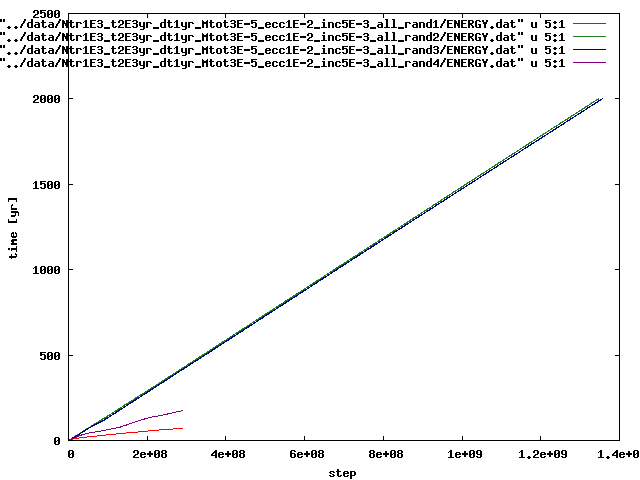 2500
"../data/Ntr1E3_t2E3yr_dt1yr_Mtot3E-5_ecc1E-2_inc5E-3_all_rand1/ENERGY.dat" u 5:1
"../data/Ntr1E3_t2E3yr_dt1yr_Mtot3E-5_ecc1E-2_inc5E-3_all_rand2/ENERGY.dat" u 5:1
"../data/Ntr1E3_t2E3yr_dt1yr_Mtot3E-5_ecc1E-2_inc5E-3_all_rand3/ENERGY.dat" u 5:1
"../data/Ntr1E3_t2E3yr_dt1yr_Mtot3E-5_ecc1E-2_inc5E-3_all_rand4/ENERGY.dat" u 5:1
2000
1500
time [yr]
1000
500
0
0 2e+08 4e+08 6e+08 8e+08 1e+09 1.2e+09 1.4e+0
step